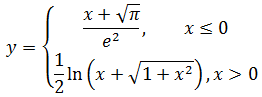 y = { (x + √π) / e², x ≤ 0
1/2 ln(x + √(1 + x²)), x > 0